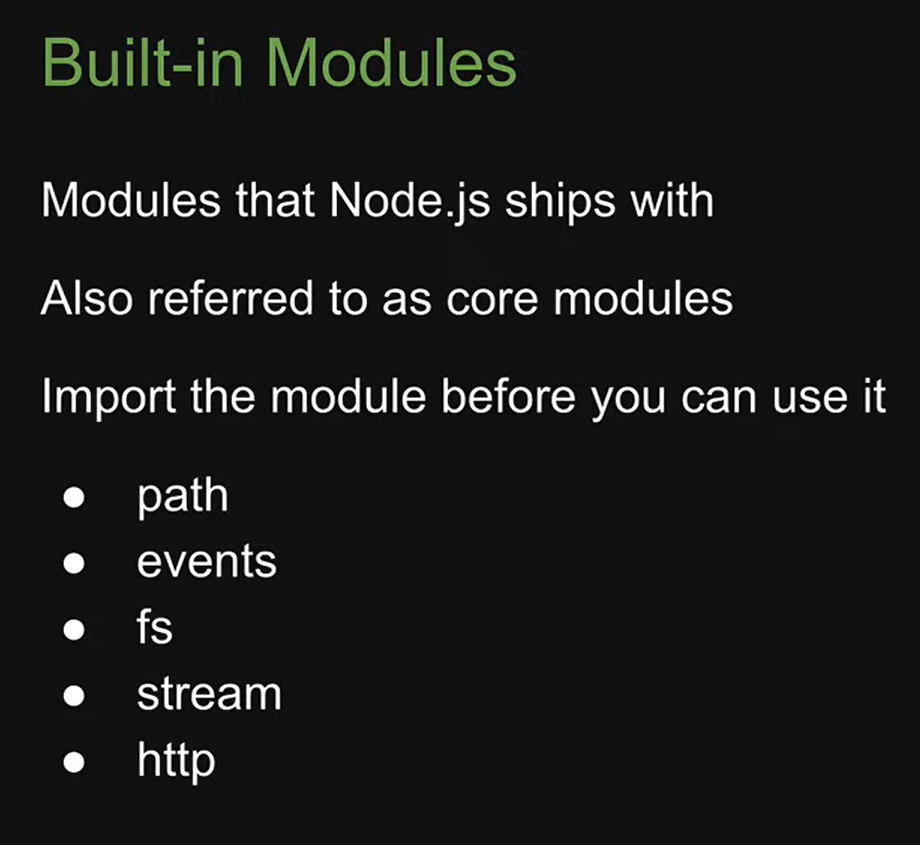 Built-in Modules
Modules that Node.js ships with
Also referred to as core modules
Import the module before you can use it
● path
● events
● fs
● stream
● http